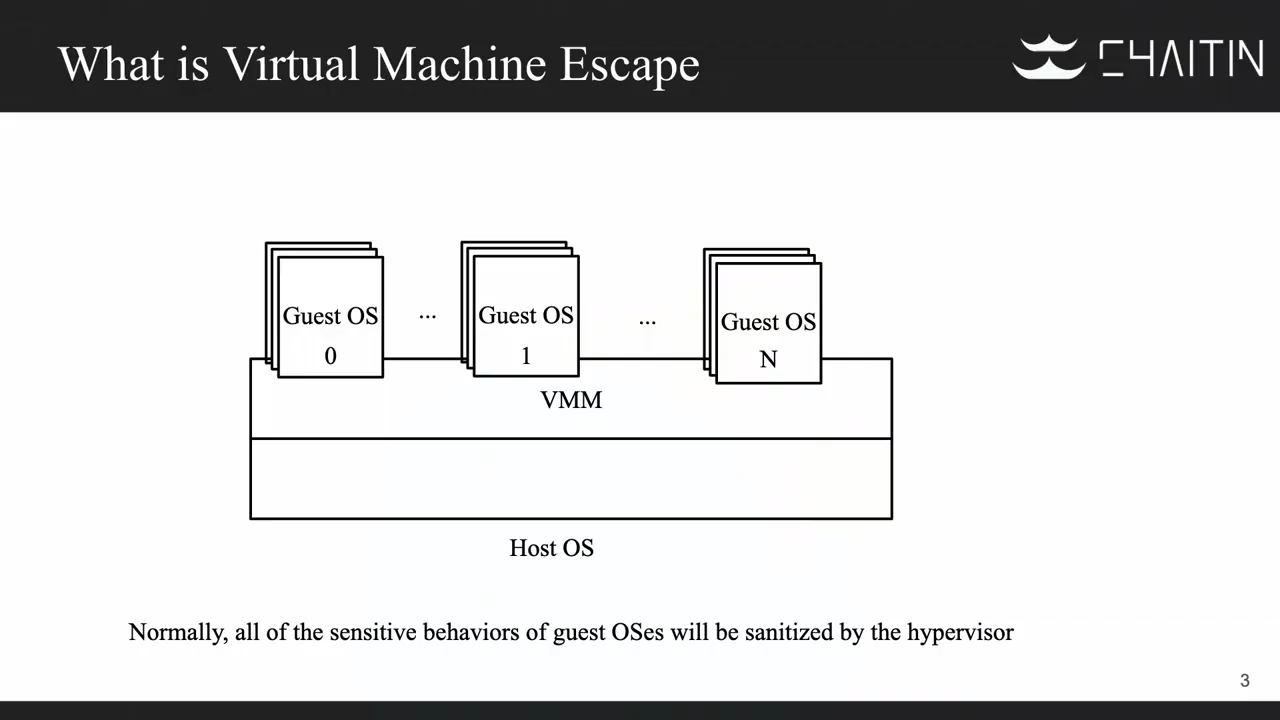 What is Virtual Machine Escape
CHAITIN
Guest OS
0
...
Guest OS
1
...
Guest OS
N
VMM
Host OS
Normally, all of the sensitive behaviors of guest OSes will be sanitized by the hypervisor
3